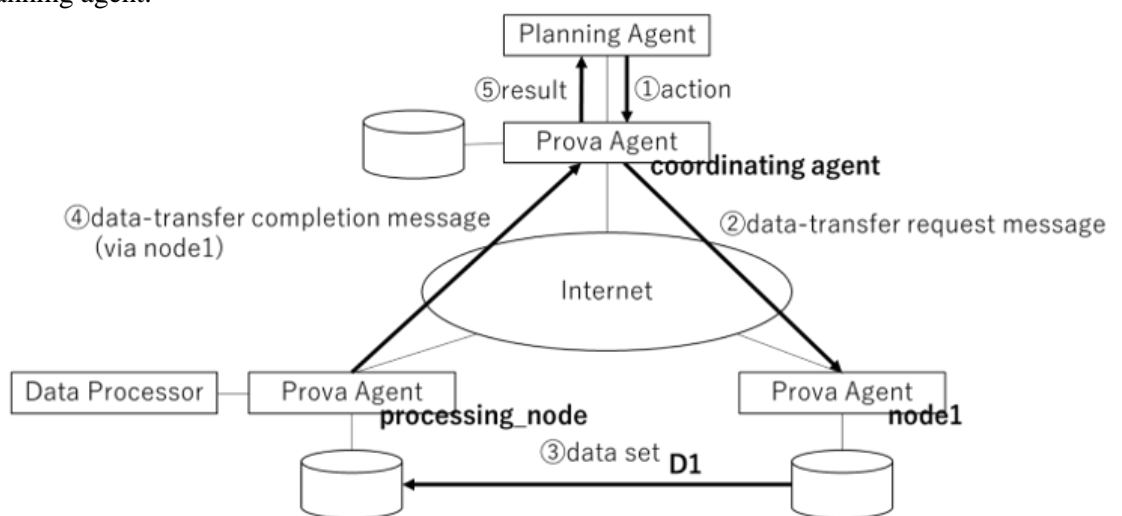 nning agent.
Planning Agent
⑤result
①action
Prova Agent
coordinating agent
④data-transfer completion message
(via node1)
②data-transfer request message
Internet
Data Processor
Prova Agent
processing_node
Prova Agent
node1
③data set D1